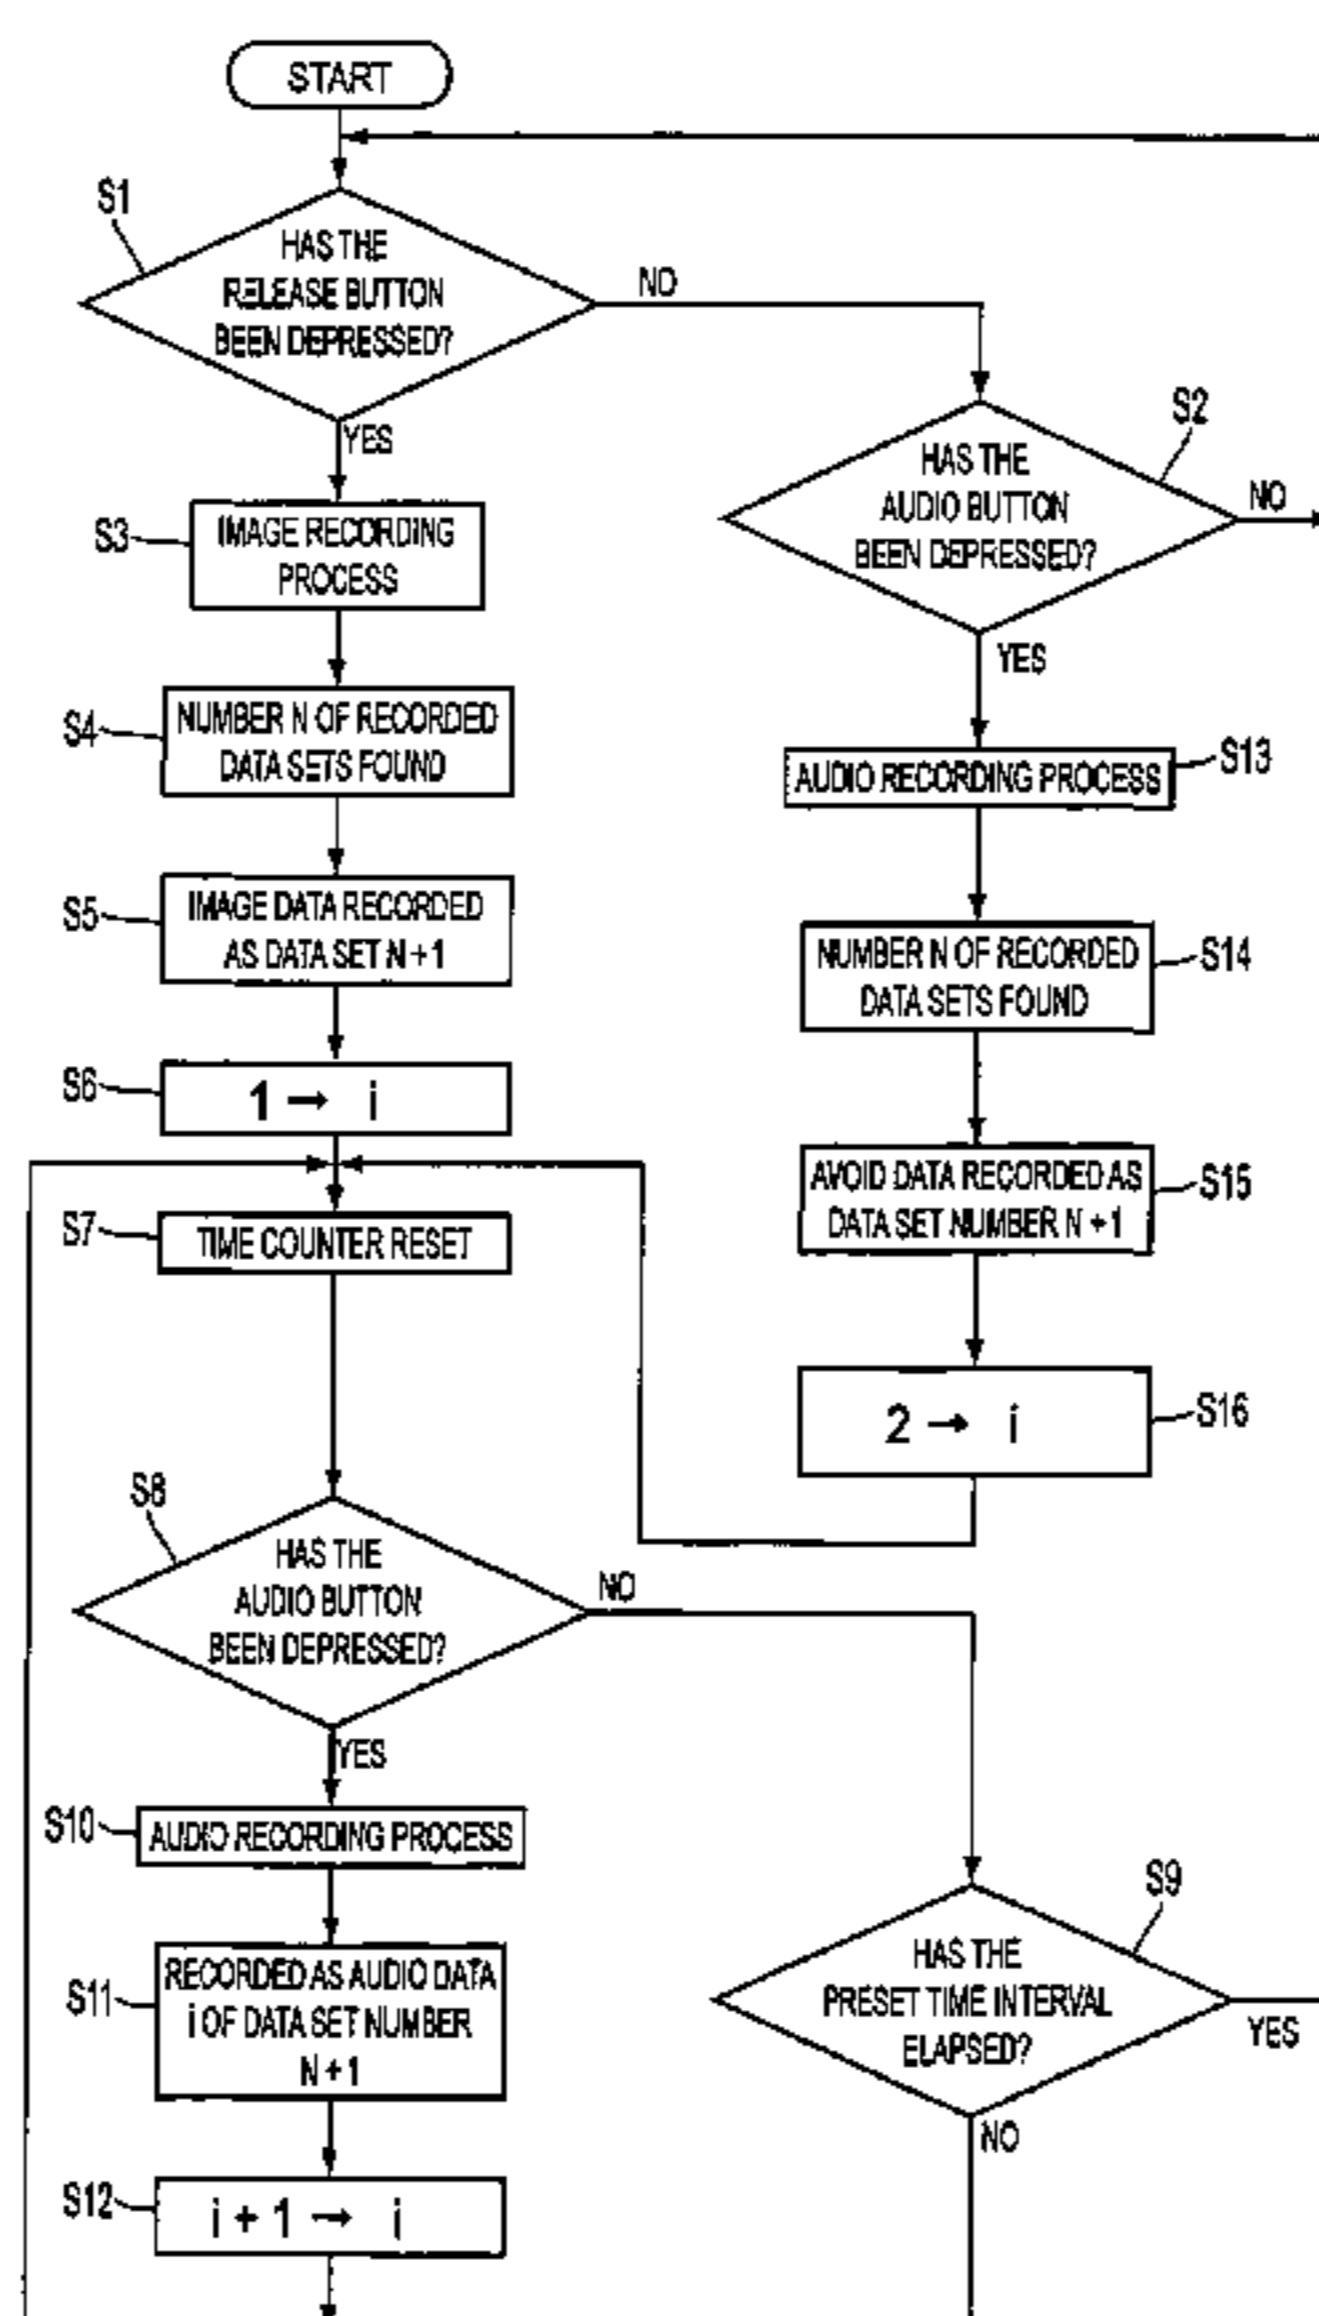 START
S1
HAS THE
RELEASE BUTTON
BEEN DEPRESSED?
NO
YES
S2
HAS THE
AUDIO BUTTON
BEEN DEPRESSED?
NO
YES
S3
IMAGE RECORDING
PROCESS
S4
NUMBER N OF RECORDED
DATA SETS FOUND
S13
AUDIO RECORDING PROCESS
S5
IMAGE DATA RECORDED
AS DATA SET N + 1
S14
NUMBER N OF RECORDED
DATA SETS FOUND
S6
1 → i
S15
AVOID DATA RECORDED AS
DATA SET NUMBER N + 1
S7
TIME COUNTER RESET
S16
2 → i
S8
HAS THE
AUDIO BUTTON
BEEN DEPRESSED?
NO
YES
S10
AUDIO RECORDING PROCESS
S9
HAS THE
PRESET TIME INTERVAL
ELAPSED?
YES
NO
S11
RECORDED AS AUDIO DATA
i OF DATA SET NUMBER
N + 1
S12
i + 1 → i